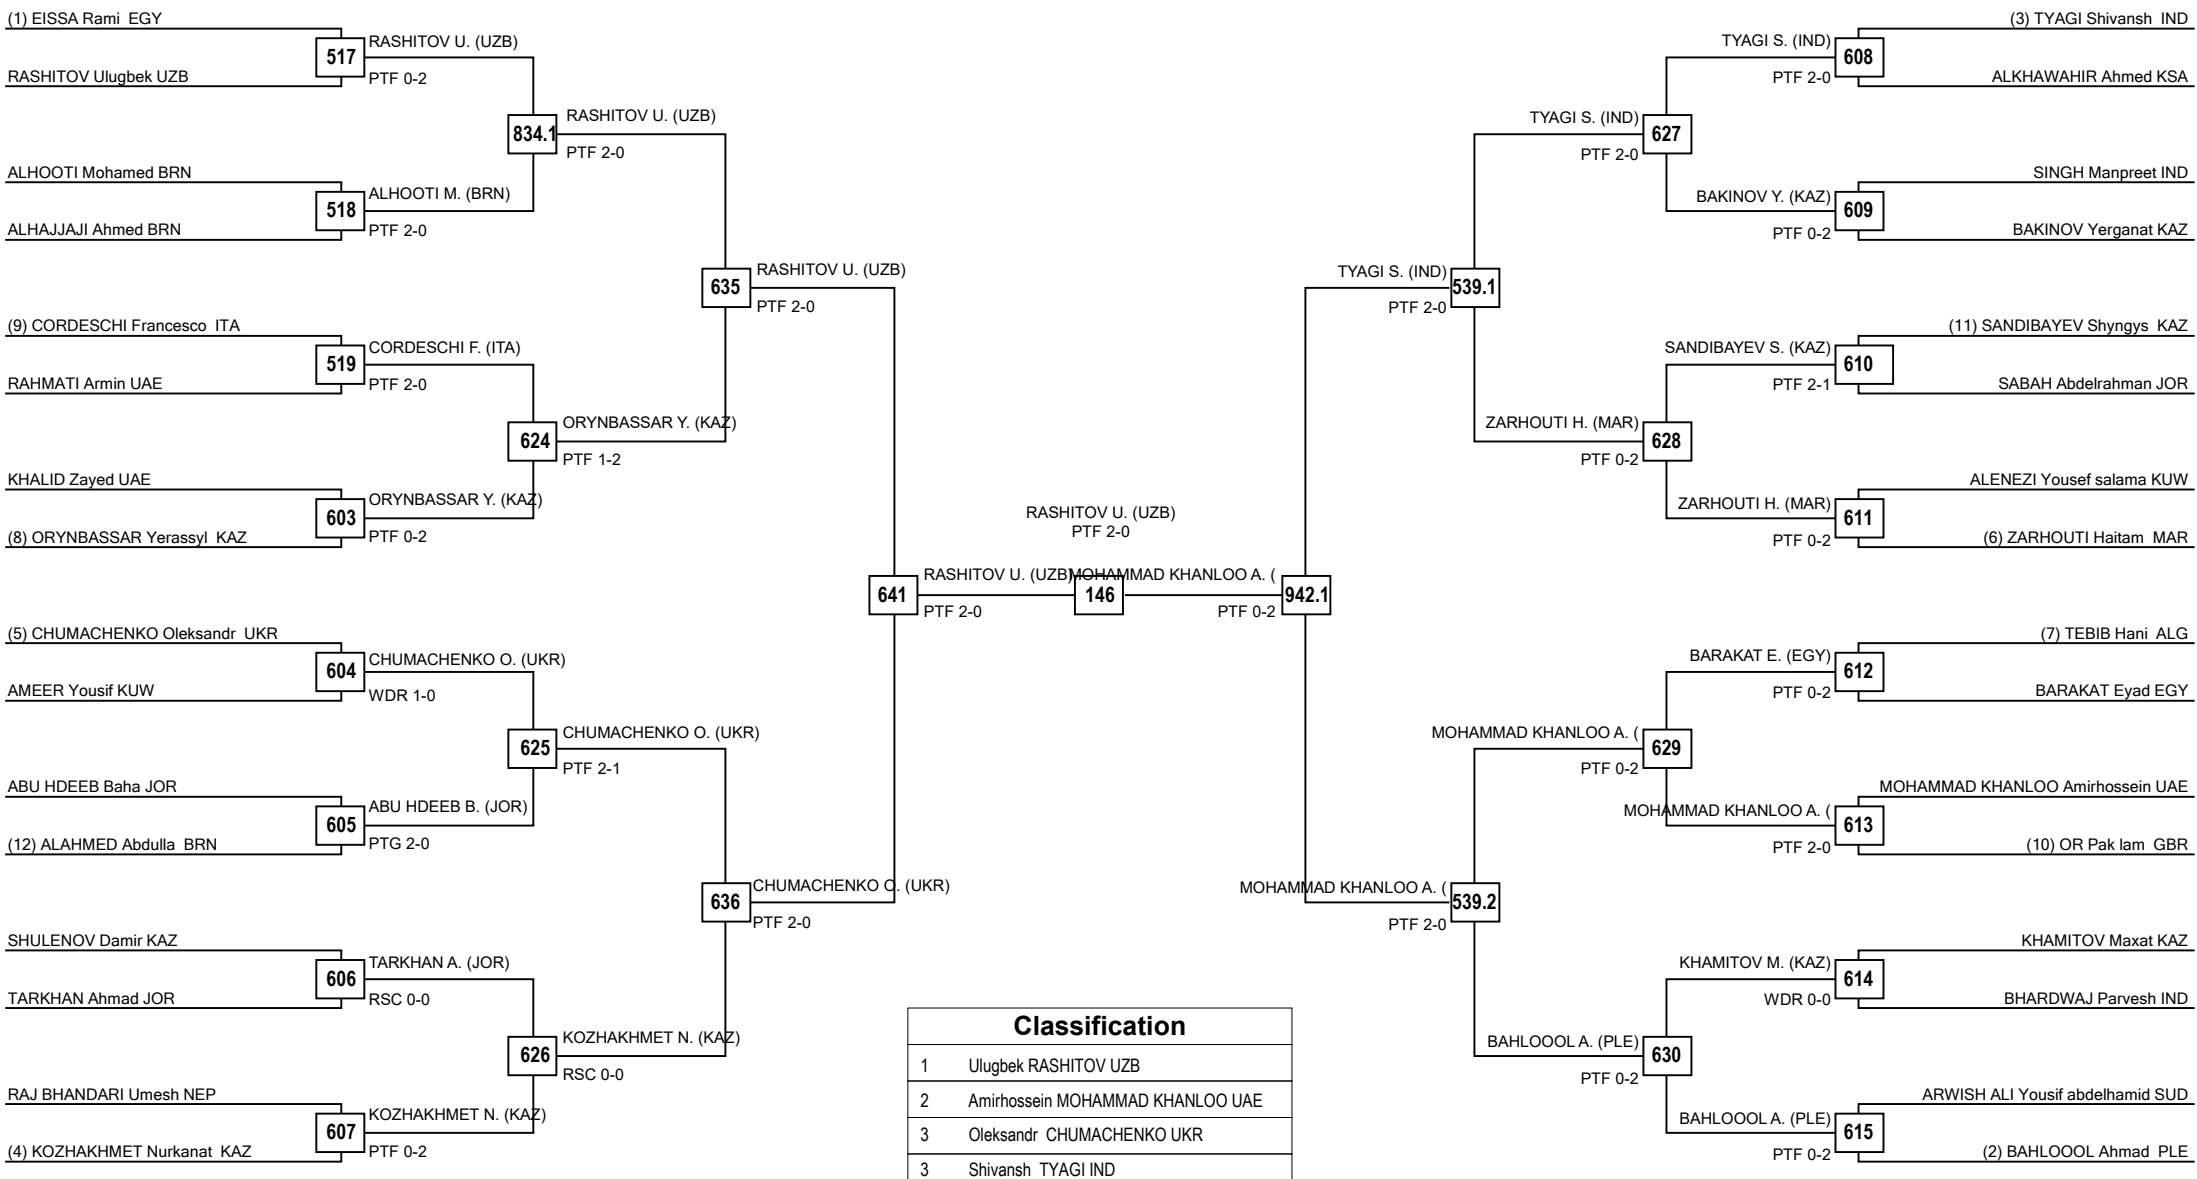 (1) EISSA Rami  EGY
517
RASHITOV U. (UZB)
PTF 0-2
RASHITOV Ulugbek UZB
834.1
RASHITOV U. (UZB)
PTF 2-0
ALHOOTI Mohamed BRN
518
ALHOOTI M. (BRN)
PTF 2-0
ALHAJJAJI Ahmed BRN
635
RASHITOV U. (UZB)
PTF 2-0
(9) CORDESCHI Francesco  ITA
519
CORDESCHI F. (ITA)
PTF 2-0
RAHMATI Armin UAE
624
ORYNBASSAR Y. (KAZ)
PTF 1-2
KHALID Zayed UAE
603
ORYNBASSAR Y. (KAZ)
PTF 0-2
(8) ORYNBASSAR Yerassyl  KAZ
641
RASHITOV U. (UZB)
PTF 2-0
(5) CHUMACHENKO Oleksandr  UKR
604
CHUMACHENKO O. (UKR)
WDR 1-0
AMEER Yousif KUW
625
CHUMACHENKO O. (UKR)
PTF 2-1
ABU HDEEB Baha JOR
605
ABU HDEEB B. (JOR)
PTG 2-0
(12) ALAHMED Abdulla  BRN
636
CHUMACHENKO O. (UKR)
PTF 2-0
SHULENOV Damir KAZ
606
TARKHAN A. (JOR)
RSC 0-0
TARKHAN Ahmad JOR
626
KOZHAKHMET N. (KAZ)
RSC 0-0
RAJ BHANDARI Umesh NEP
607
KOZHAKHMET N. (KAZ)
PTF 0-2
(4) KOZHAKHMET Nurkanat  KAZ
RASHITOV U. (UZB)
PTF 2-0
146
MOHAMMAD KHANLOO A. (
PTF 0-2
942.1
(3) TYAGI Shivansh  IND
TYAGI S. (IND)
608
PTF 2-0
ALKHAWAHIR Ahmed KSA
TYAGI S. (IND)
627
PTF 2-0
SINGH Manpreet IND
BAKINOV Y. (KAZ)
609
PTF 0-2
BAKINOV Yerganat KAZ
TYAGI S. (IND)
539.1
PTF 2-0
(11) SANDIBAYEV Shyngys  KAZ
SANDIBAYEV S. (KAZ)
610
PTF 2-1
SABAH Abdelrahman JOR
ZARHOUTI H. (MAR)
628
PTF 0-2
ALENEZI Yousef salama KUW
ZARHOUTI H. (MAR)
611
PTF 0-2
(6) ZARHOUTI Haitam  MAR
(7) TEBIB Hani  ALG
BARAKAT E. (EGY)
612
PTF 0-2
BARAKAT Eyad EGY
MOHAMMAD KHANLOO A. (
629
PTF 0-2
MOHAMMAD KHANLOO Amirhossein UAE
MOHAMMAD KHANLOO A. (
613
PTF 2-0
(10) OR Pak lam  GBR
MOHAMMAD KHANLOO A. (
539.2
PTF 2-0
KHAMITOV Maxat KAZ
KHAMITOV M. (KAZ)
614
WDR 0-0
BHARDWAJ Parvesh IND
BAHLOOOL A. (PLE)
630
PTF 0-2
ARWISH ALI Yousif abdelhamid SUD
BAHLOOOL A. (PLE)
615
PTF 0-2
(2) BAHLOOOL Ahmad  PLE
Classification
1 Ulugbek RASHITOV UZB
2 Amirhossein MOHAMMAD KHANLOO UAE
3 Oleksandr  CHUMACHENKO UKR
3 Shivansh  TYAGI IND